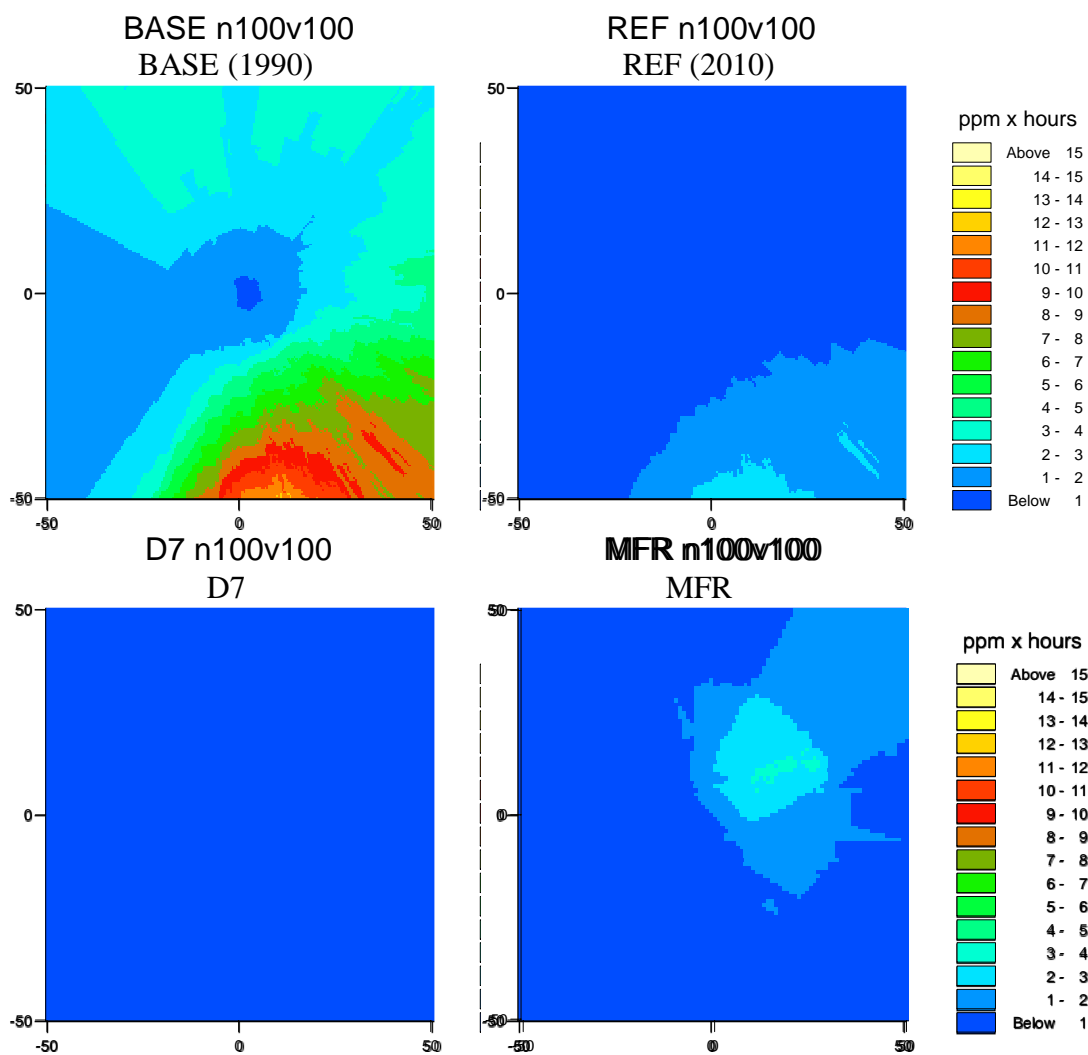 BASE n100v100
BASE (1990)
50
0
-50
-50
0
50
REF n100v100
REF (2010)
50
0
-50
-50
0
50
ppm x hours
Above 15
14 - 15
13 - 14
12 - 13
11 - 12
10 - 11
9 - 10
8 - 9
7 - 8
6 - 7
5 - 6
4 - 5
3 - 4
2 - 3
1 - 2
Below 1
D7 n100v100
D7
50
0
-50
-50
0
50
MFR n100v100
MFR
50
0
-50
-50
0
50
ppm x hours
Above 15
14 - 15
13 - 14
12 - 13
11 - 12
10 - 11
9 - 10
8 - 9
7 - 8
6 - 7
5 - 6
4 - 5
3 - 4
2 - 3
1 - 2
Below 1